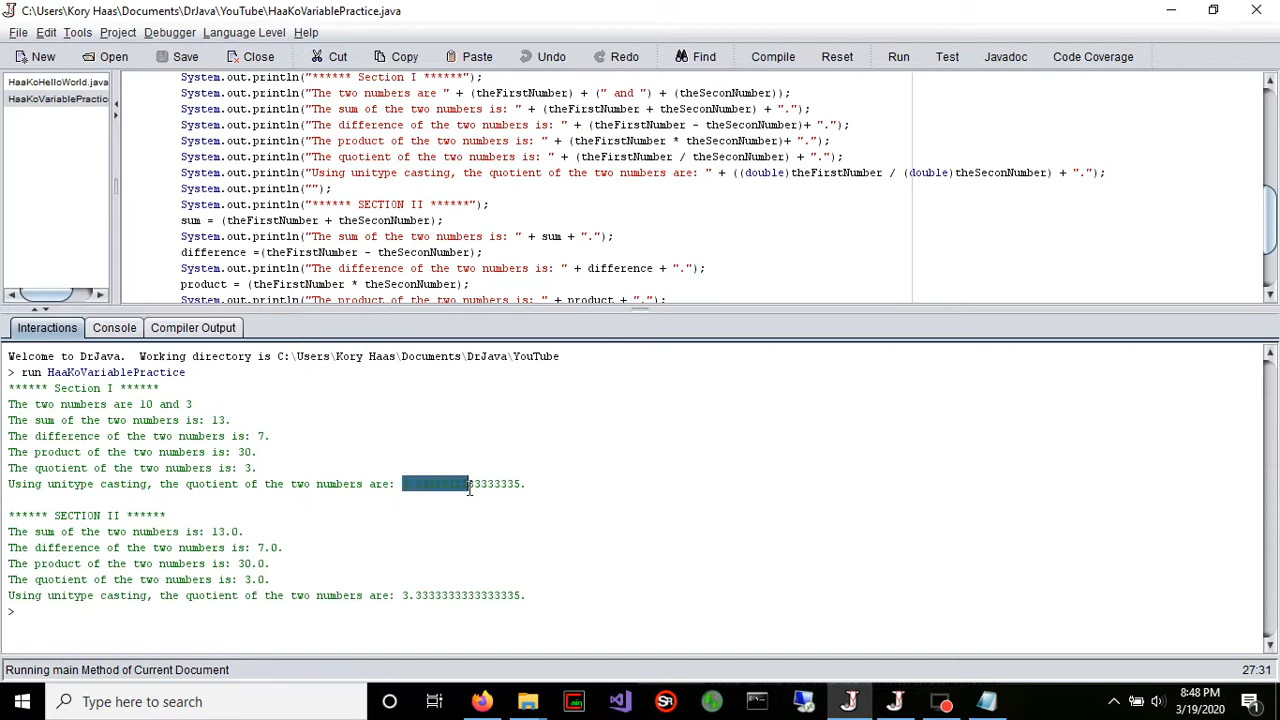 C:\Users\Kory Haas\Documents\DrJava\YouTube\HaaKoVariablePractice.java
File Edit Tools Project Debugger Language Level Help
New Open Save Close Cut Copy Paste Undo Redo Find Compile Reset Run Test Javadoc Code Coverage
HaaKoHelloWorld.java
HaaKoVariablePractic
System.out.println("****** Section I ******");
System.out.println("The two numbers are " + (theFirstNumber) + (" and ") + (theSeconNumber));
System.out.println("The sum of the two numbers is: " + (theFirstNumber + theSeconNumber) + ".");
System.out.println("The difference of the two numbers is: " + (theFirstNumber - theSeconNumber)+ ".");
System.out.println("The product of the two numbers is: " + (theFirstNumber * theSeconNumber)+ ".");
System.out.println("The quotient of the two numbers is: " + (theFirstNumber / theSeconNumber) + ".");
System.out.println("Using unitype casting, the quotient of the two numbers are: " + ((double)theFirstNumber / (double)theSeconNumber) + ".");
System.out.println("");
System.out.println("****** SECTION II ******");
sum = (theFirstNumber + theSeconNumber);
System.out.println("The sum of the two numbers is: " + sum + ".");
difference =(theFirstNumber - theSeconNumber);
System.out.println("The difference of the two numbers is: " + difference + ".");
product = (theFirstNumber * theSeconNumber);
System.out.println("The product of the two numbers is: " + product + ".");
Interactions Console Compiler Output
Welcome to DrJava. Working directory is C:\Users\Kory Haas\Documents\DrJava\YouTube
> run HaaKoVariablePractice
****** Section I ******
The two numbers are 10 and 3
The sum of the two numbers is: 13.
The difference of the two numbers is: 7.
The product of the two numbers is: 30.
The quotient of the two numbers is: 3.
Using unitype casting, the quotient of the two numbers are:
****** SECTION II ******
The sum of the two numbers is: 13.0.
The difference of the two numbers is: 7.0.
The product of the two numbers is: 30.0.
The quotient of the two numbers is: 3.0.
Using unitype casting, the quotient of the two numbers are: 3.3333333333333335.
>
Running main Method of Current Document 27:31
Type here to search
8:48 PM
3/19/2020